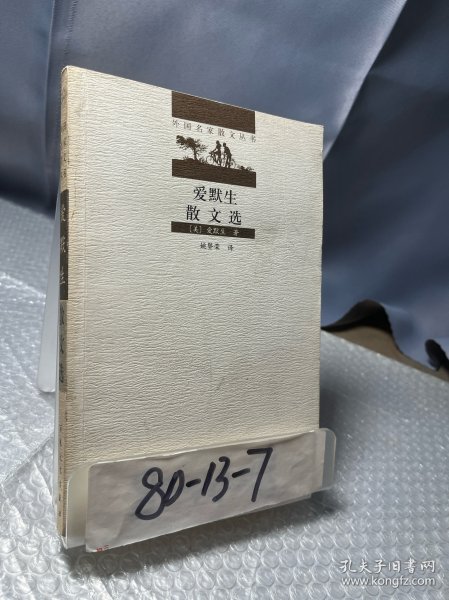 外国名家散文丛书
爱默生
散文选
[美] 爱默生 著
姚暨荣 译
爱默生
散文选
80-13-7
孔夫子旧书网
www.kongfz.com